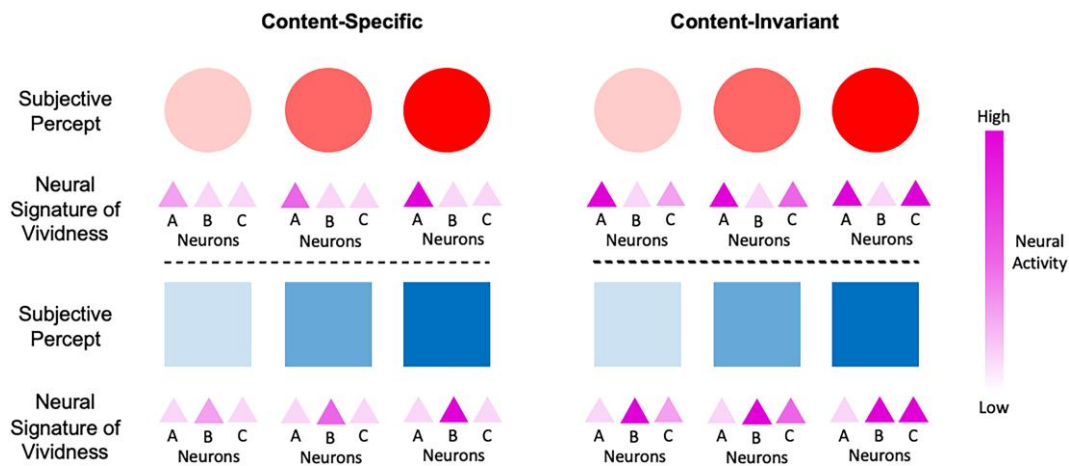 Content-Specific Content-Invariant
Subjective
Percept
High
Neural
Signature of
Vividness
A B C A B C A B C A B C A B C A B C
Neurons Neurons Neurons Neurons Neurons Neurons
Neural
Activity
Subjective
Percept
Low
Neural
Signature of
Vividness
A B C A B C A B C A B C A B C A B C
Neurons Neurons Neurons Neurons Neurons Neurons